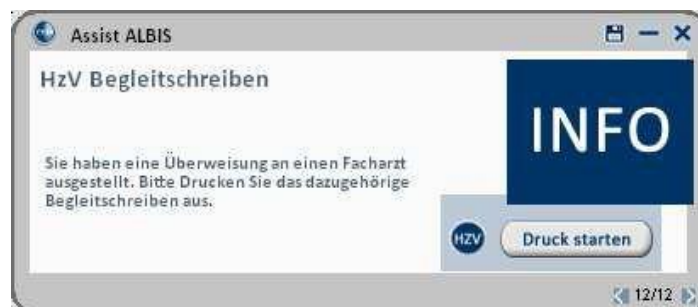 Assist ALBIS
HzV Begleitschreiben
INFO
Sie haben eine Überweisung an einen Facharzt
ausgestellt. Bitte Drucken Sie das dazugehörige
Begleitschreiben aus.
HZV
Druck starten
12/12